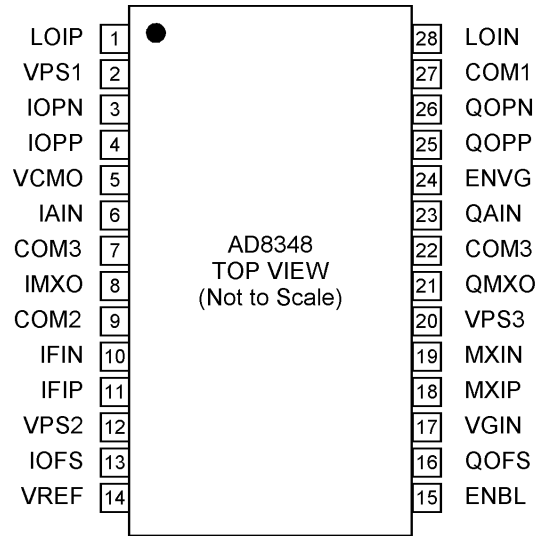 LOIP 1 28 LOIN
VPS1 2 27 COM1
IOPN 3 26 QOPN
IOPP 4 25 QOPP
VCMO 5 24 ENVG
IAIN 6 23 QAIN
COM3 7 22 COM3
IMXO 8 21 QMXO
COM2 9 20 VPS3
IFIN 10 19 MXIN
IFIP 11 18 MXIP
VPS2 12 17 VGIN
IOFS 13 16 QOFS
VREF 14 15 ENBL
AD8348
TOP VIEW
(Not to Scale)